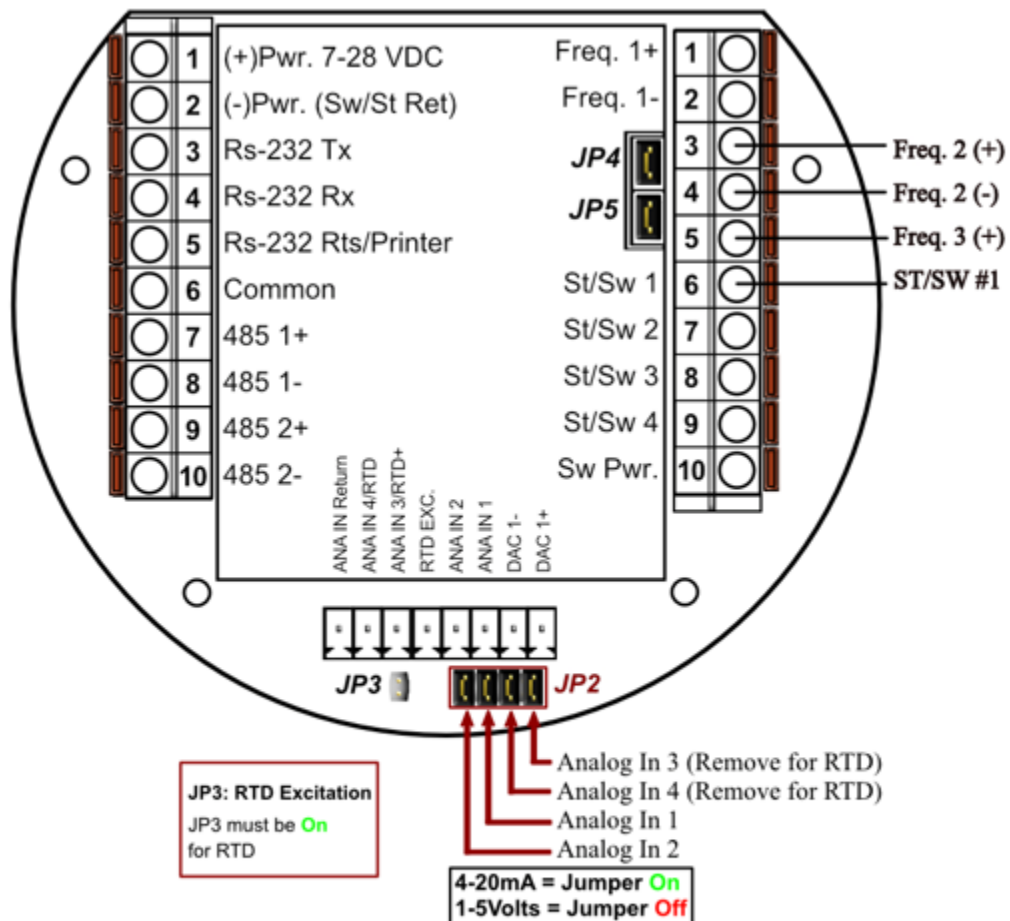 1 (+)Pwr. 7-28 VDC
2 (-)Pwr. (Sw/St Ret)
3 Rs-232 Tx
4 Rs-232 Rx
5 Rs-232 Rts/Printer
6 Common
7 485 1+
8 485 1-
9 485 2+
10 485 2-
Freq. 1+ 1
Freq. 1- 2
JP4
3 Freq. 2 (+)
4 Freq. 2 (-)
JP5
5 Freq. 3 (+)
St/Sw 1 6 ST/SW #1
St/Sw 2 7
St/Sw 3 8
St/Sw 4 9
Sw Pwr. 10
ANA IN Return
ANA IN 4/RTD
ANA IN 3/RTD+
RTD EXC.
ANA IN 2
ANA IN 1
DAC 1-
DAC 1+
JP3
JP2
Analog In 3 (Remove for RTD)
Analog In 4 (Remove for RTD)
Analog In 1
Analog In 2
JP3: RTD Excitation
JP3 must be On
for RTD
4-20mA = Jumper On
1-5Volts = Jumper Off